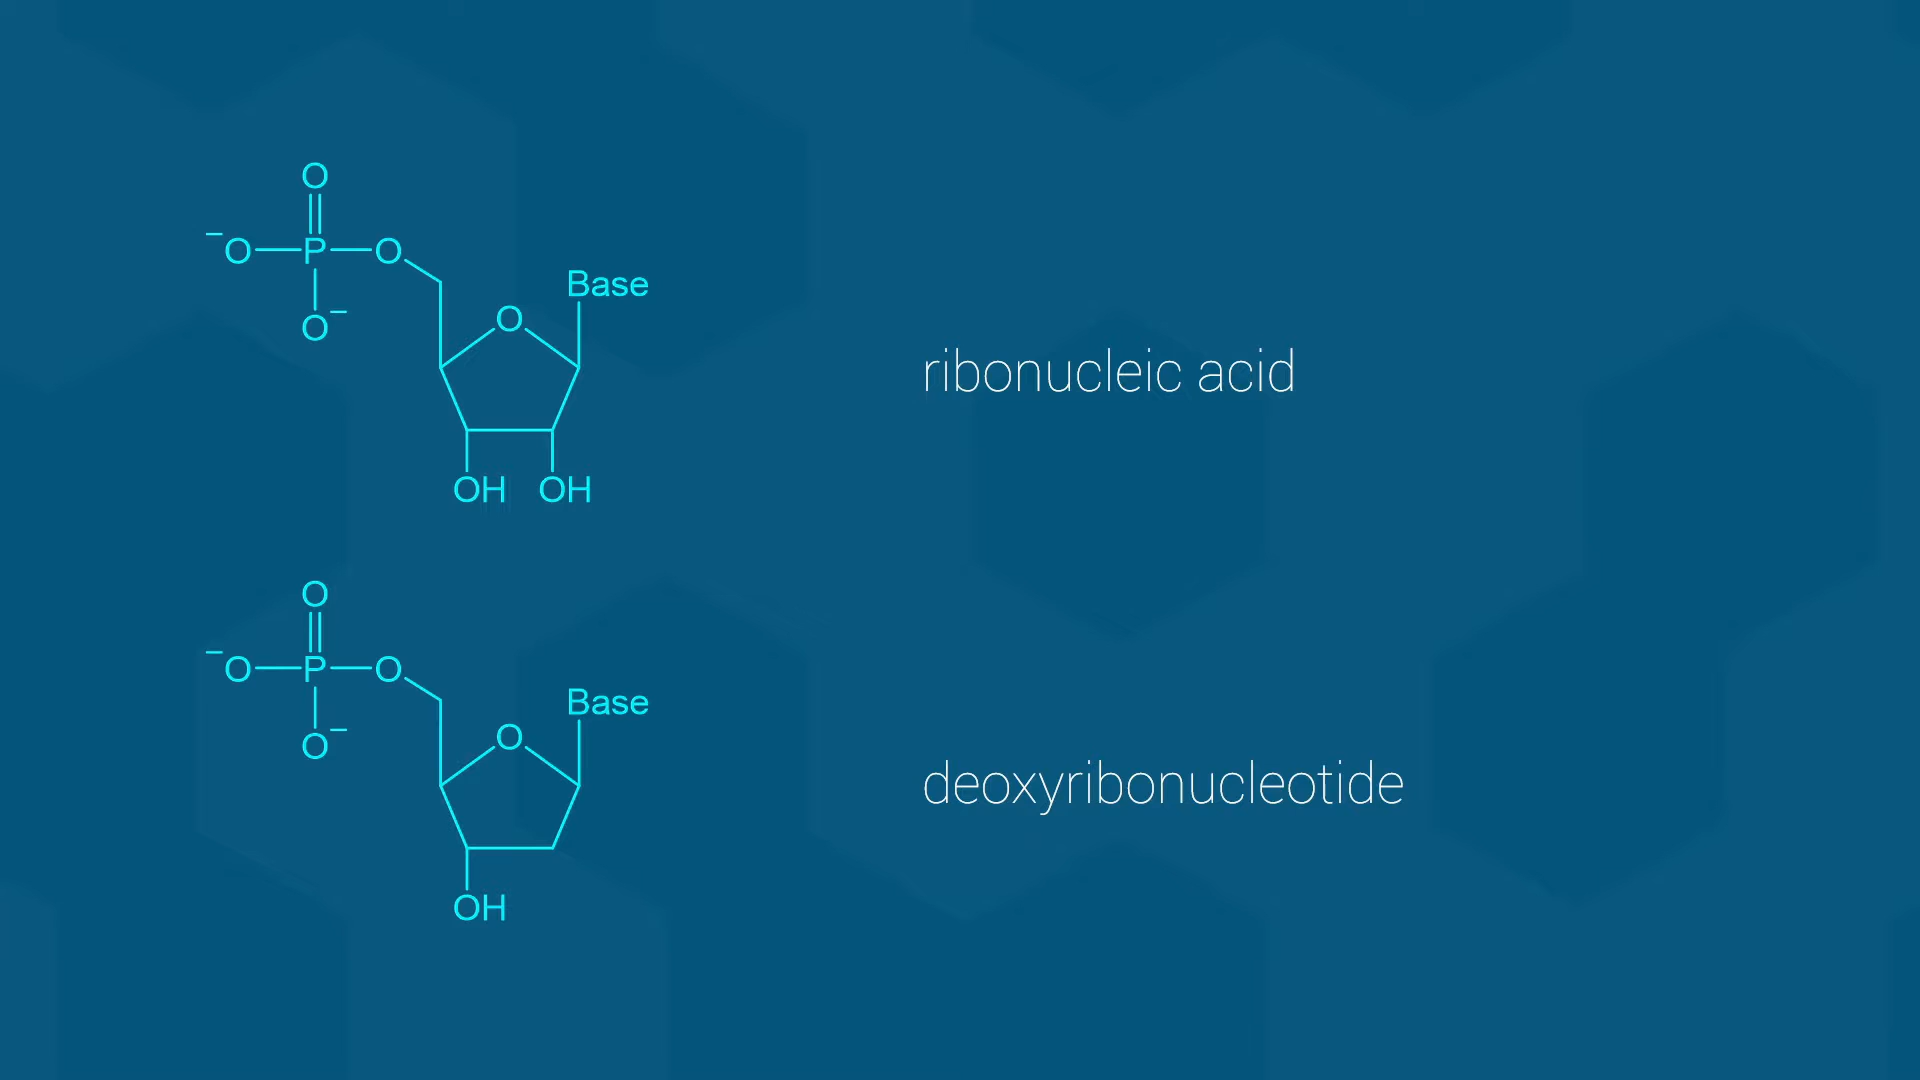 O
⁻O P O
Base
O
O⁻
ribonucleic acid
OH OH
O
⁻O P O
Base
O
O⁻
deoxyribonucleotide
OH